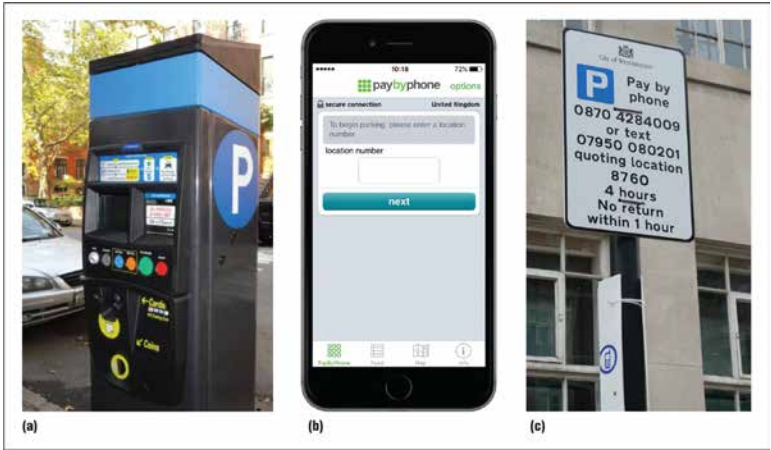 P
Cards
Coins
(a)
10:18
72%
paybyphone
options
secure connection
United Kingdom
To begin parking, please enter a location
number
location number
next
Map
Info
(b)
City of Westminster
P
Pay by
phone
0870 4284009
or text
07950 080201
quoting location
8760
4 hours
No return
within 1 hour
(c)